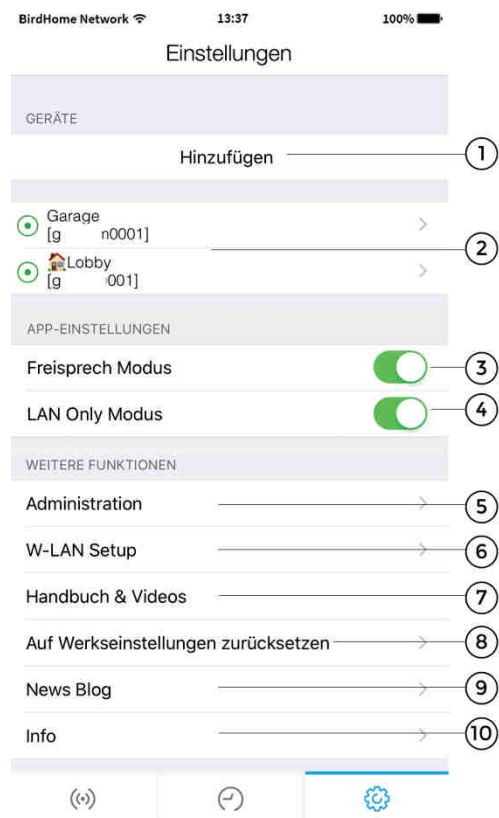 BirdHome Network 13:37 100%
Einstellungen
GERÄTE
Hinzufügen 1
Garage
[g n0001]
2
Lobby
[g 001]
APP-EINSTELLUNGEN
Freisprech Modus 3
LAN Only Modus 4
WEITERE FUNKTIONEN
Administration 5
W-LAN Setup 6
Handbuch & Videos 7
Auf Werkseinstellungen zurücksetzen 8
News Blog 9
Info 10